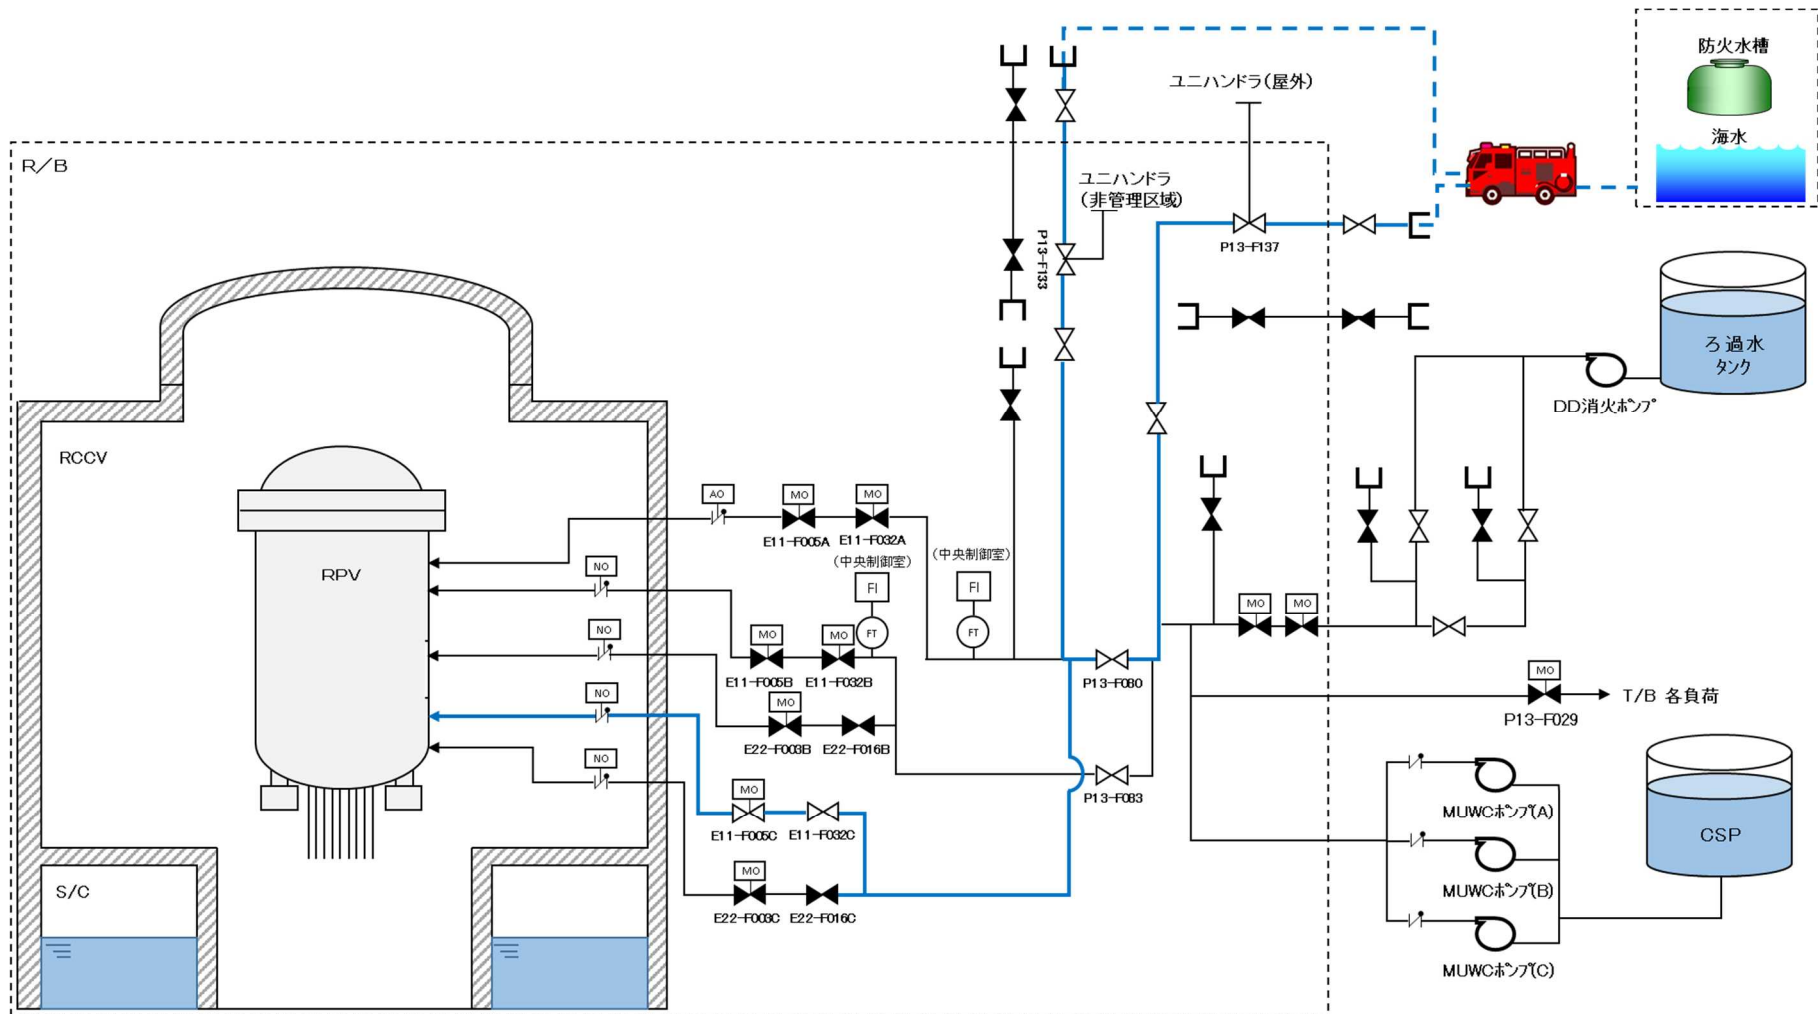 防火水槽
海水
ユニハンドラ(屋外)
R/B
ユニハンドラ
(非管理区域)
P13-F133
P13-F137
ろ過水
タンク
DD消火ポンプ
RCCV
AO
MO
MO
E11-F005A
E11-F032A
(中央制御室)
(中央制御室)
RPV
NO
FI
FI
FT
FT
NO
MO
MO
E11-F005B
E11-F032B
MO
MO
P13-F080
NO
MO
E22-F003B
E22-F016B
MO
T/B 各負荷
P13-F029
NO
MO
E11-F005C
E11-F032C
P13-F083
MUWCポンプ(A)
CSP
S/C
MO
E22-F003C
E22-F016C
MUWCポンプ(B)
MUWCポンプ(C)